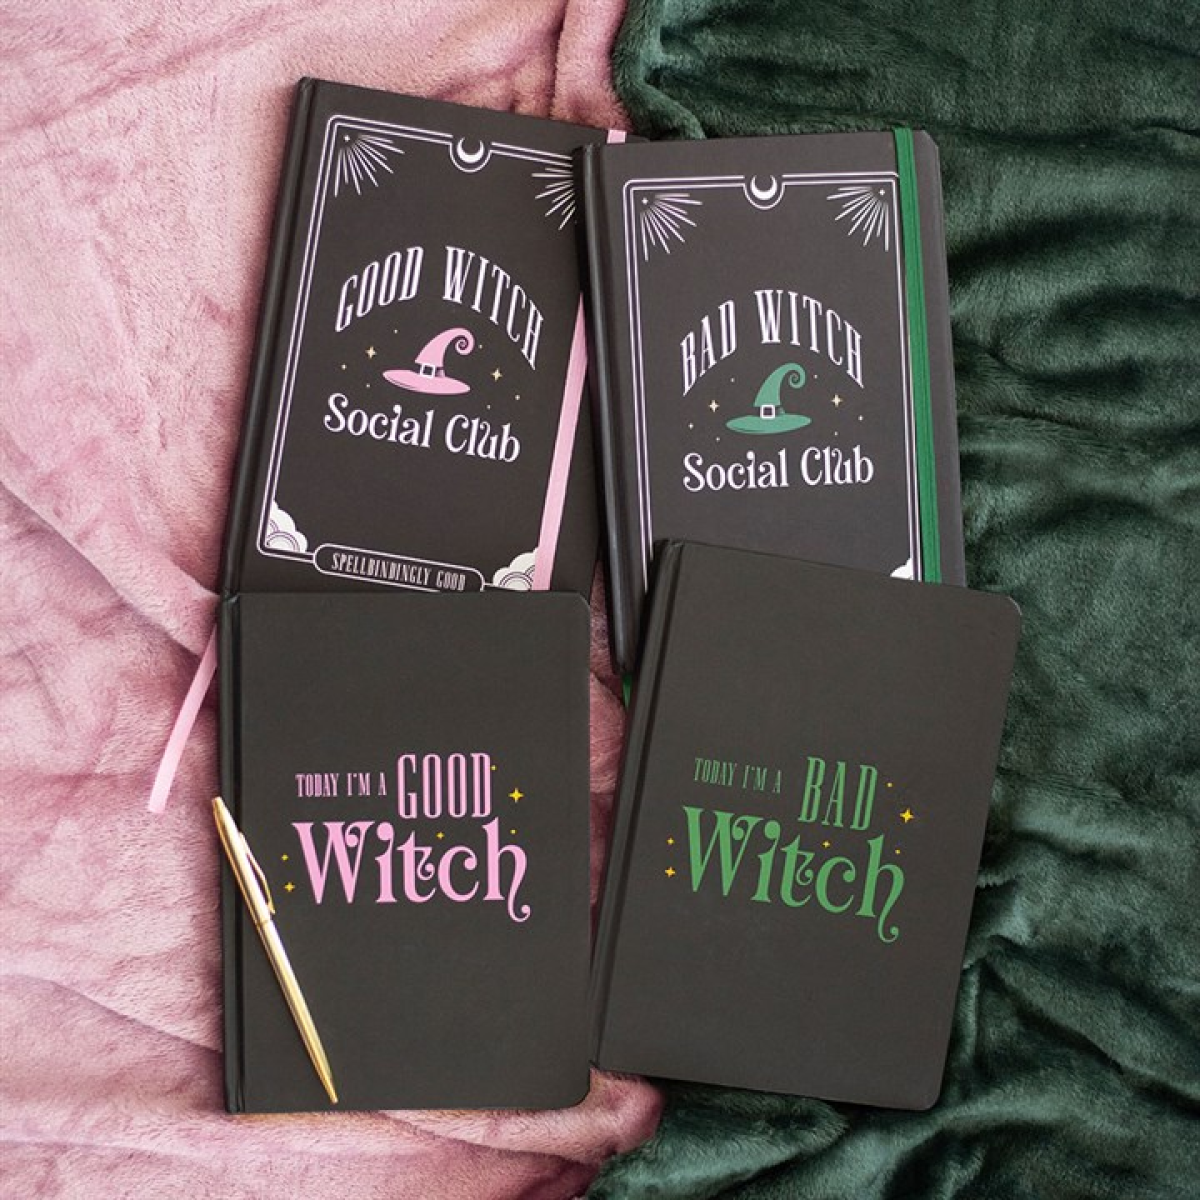 GOOD WITCH
Social Club
SPELLBINDINGLY GOOD
BAD WITCH
Social Club
TODAY I'M A GOOD
Witch
TODAY I'M A BAD
Witch